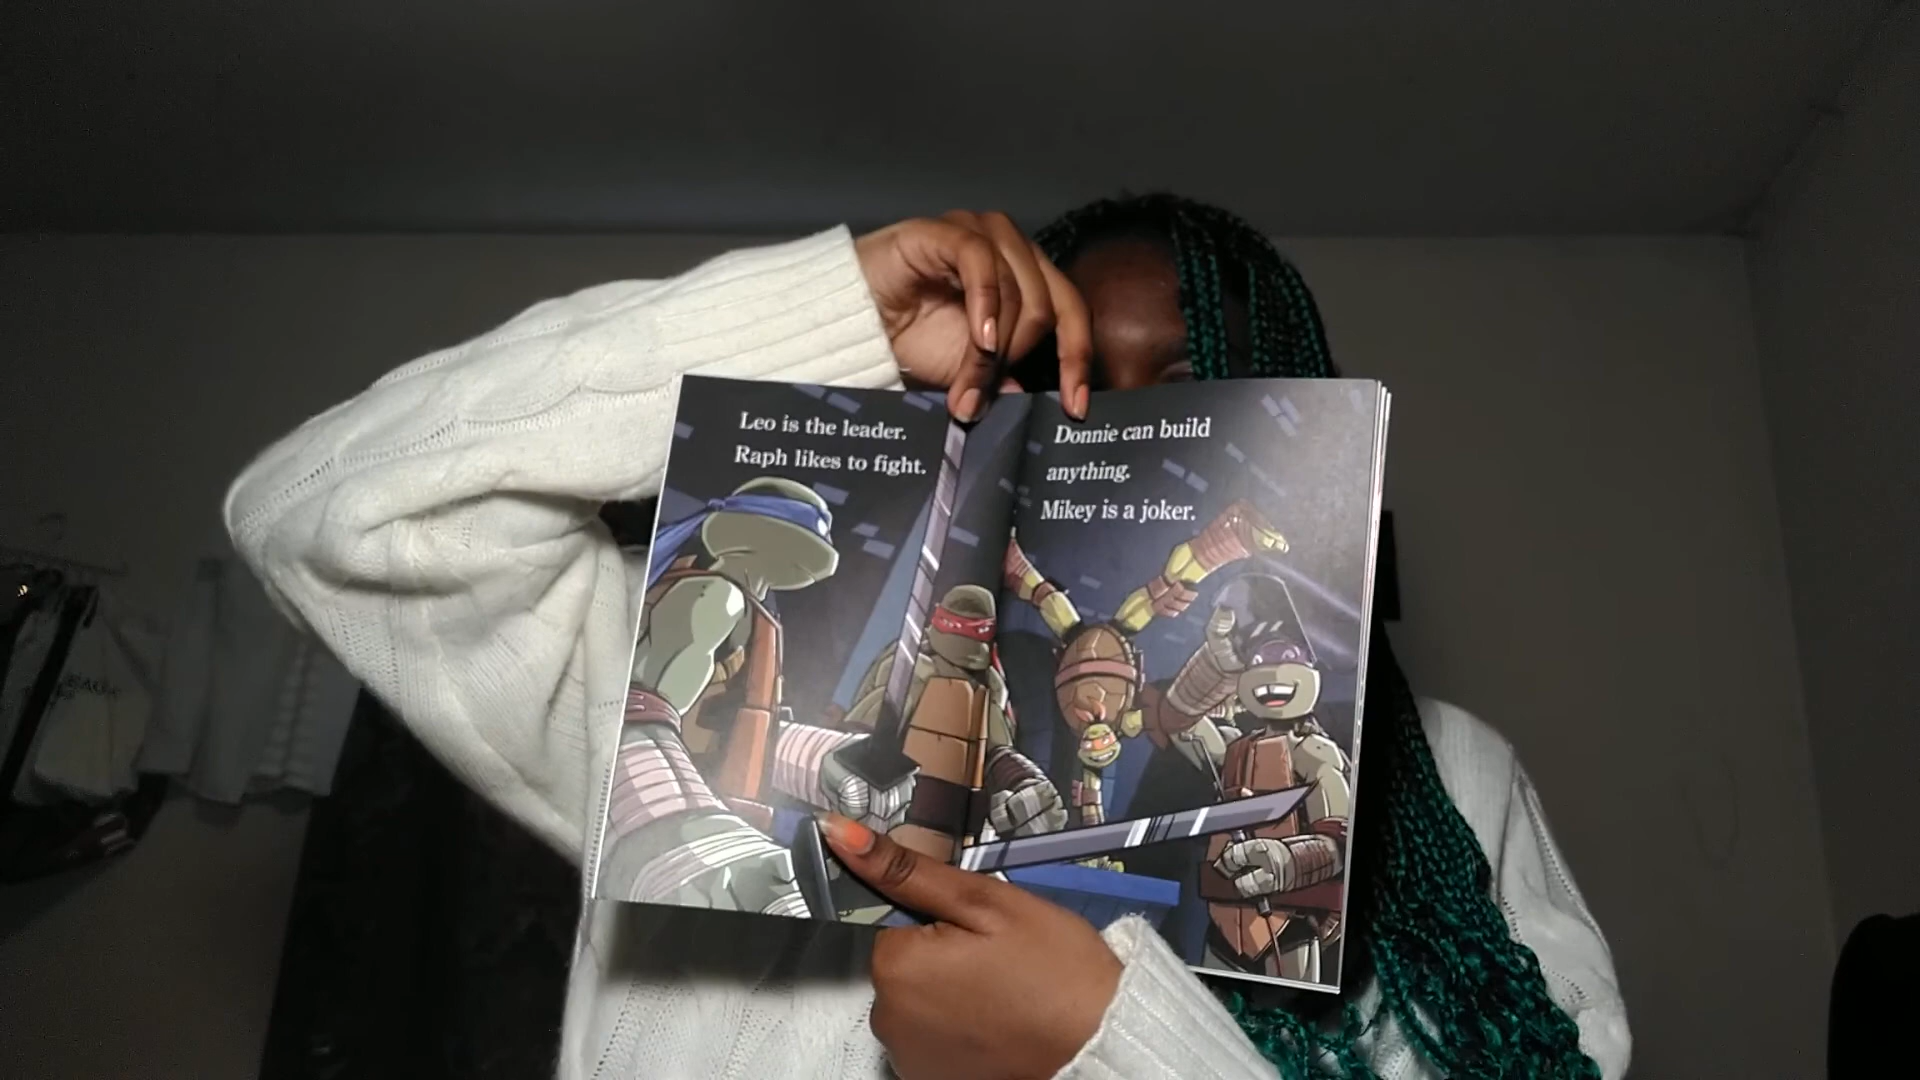 Leo is the leader.
Raph likes to fight.
Donnie can build
anything.
Mikey is a joker.